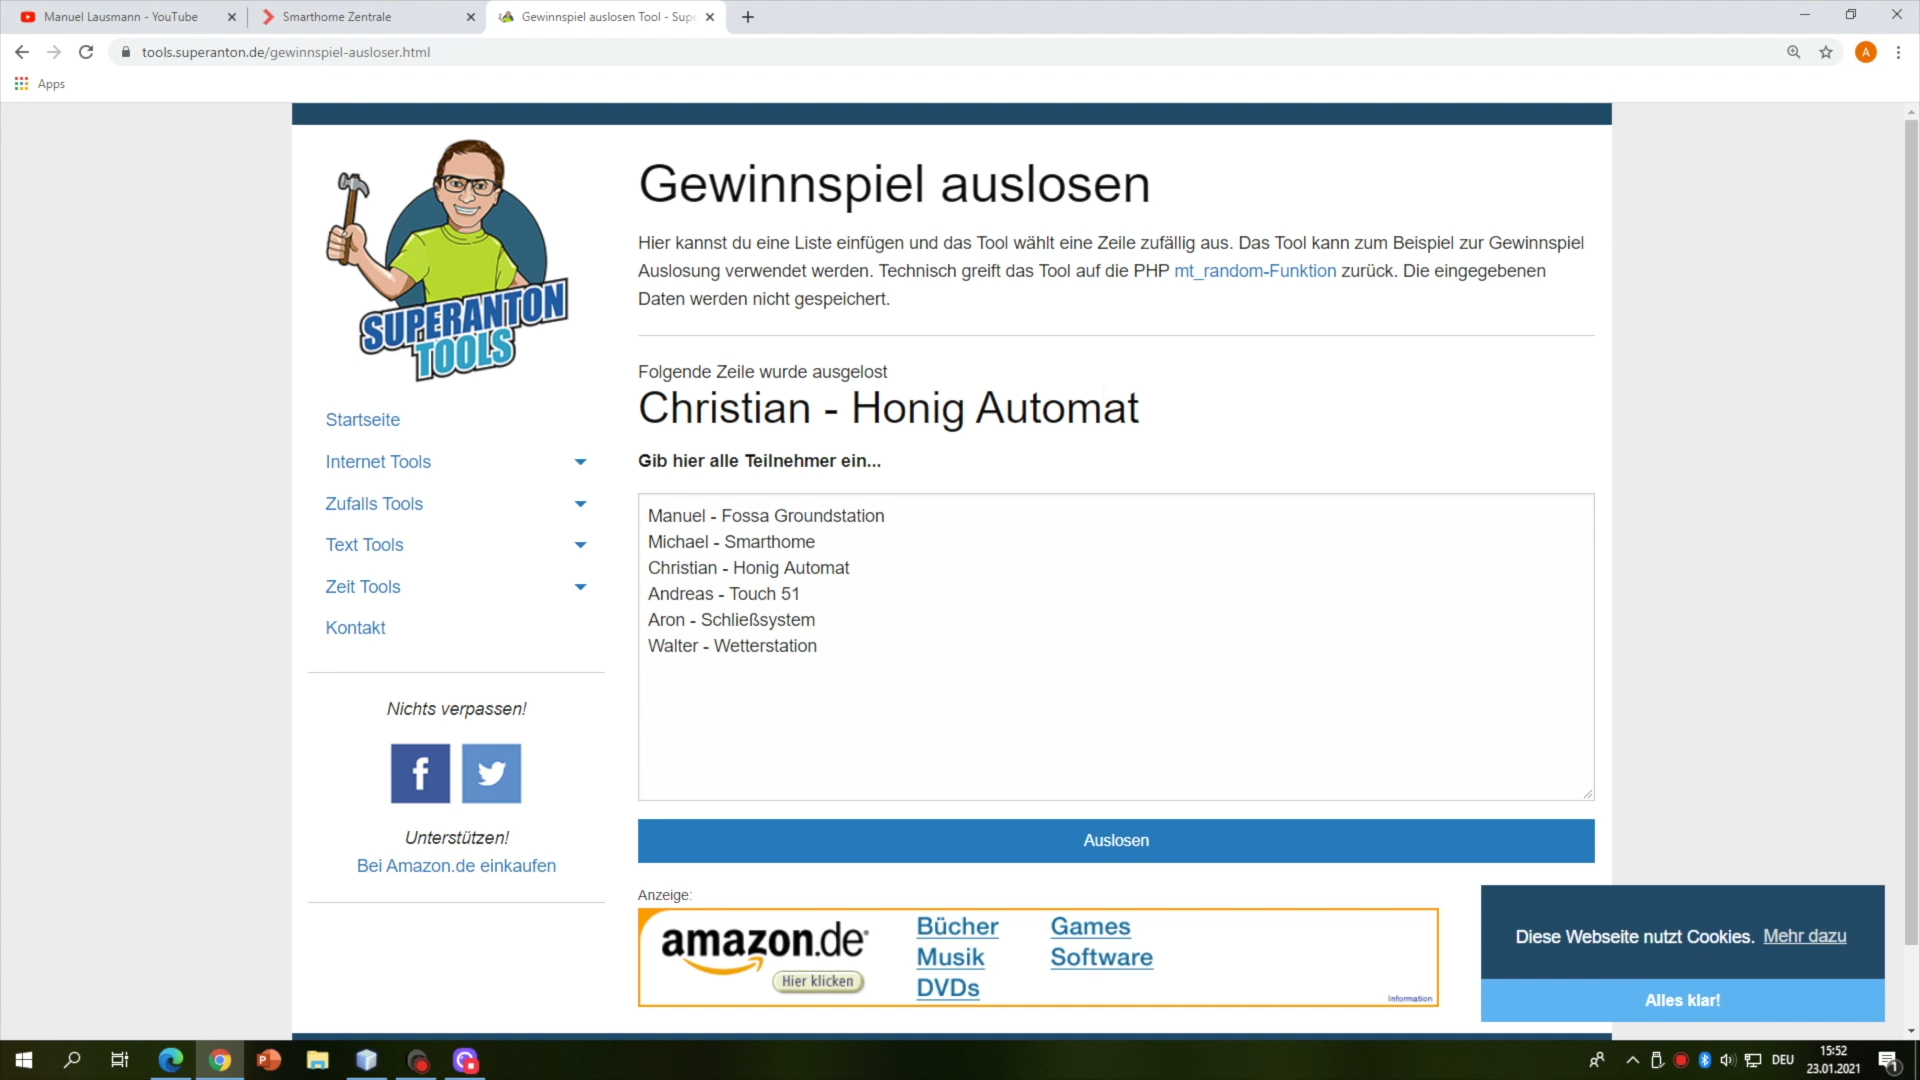 Manuel Lausmann - YouTube
Smarthome Zentrale
Gewinnspiel auslosen Tool - Supe
tools.superanton.de/gewinnspiel-ausloser.html
A
Apps
SUPERANTON
TOOLS
Startseite
Internet Tools
Zufalls Tools
Text Tools
Zeit Tools
Kontakt
Nichts verpassen!
f
Unterstützen!
Bei Amazon.de einkaufen
Gewinnspiel auslosen
Hier kannst du eine Liste einfügen und das Tool wählt eine Zeile zufällig aus. Das Tool kann zum Beispiel zur Gewinnspiel
Auslosung verwendet werden. Technisch greift das Tool auf die PHP mt_random-Funktion zurück. Die eingegebenen
Daten werden nicht gespeichert.
Folgende Zeile wurde ausgelost
Christian - Honig Automat
Gib hier alle Teilnehmer ein...
Manuel - Fossa Groundstation
Michael - Smarthome
Christian - Honig Automat
Andreas - Touch 51
Aron - Schließsystem
Walter - Wetterstation
Auslosen
Anzeige:
amazon.de
Hier klicken
Bücher
Musik
DVDs
Games
Software
Information
Diese Webseite nutzt Cookies. Mehr dazu
Alles klar!
DEU
15:52
23.01.2021
1